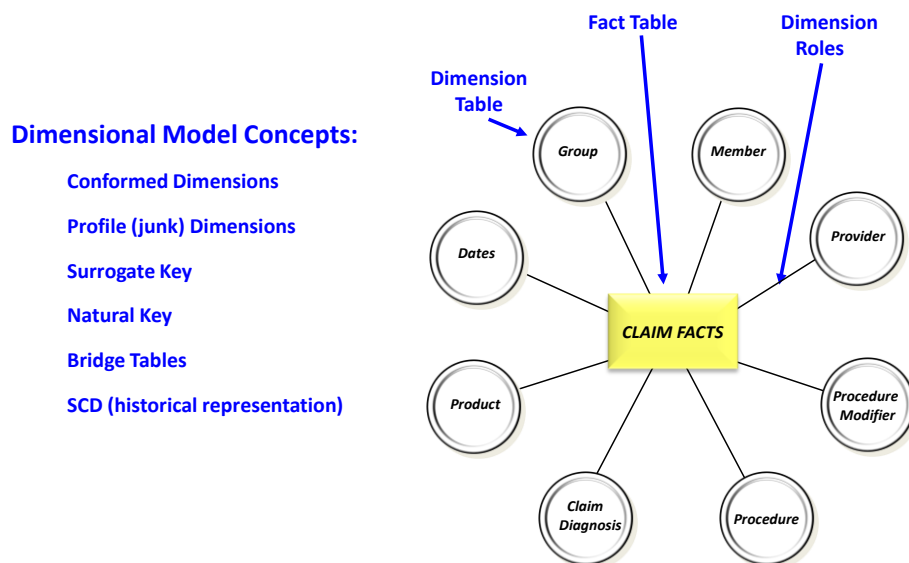 Fact Table
Dimension
Roles
Dimension
Table
Dimensional Model Concepts:
Conformed Dimensions
Profile (junk) Dimensions
Surrogate Key
Natural Key
Bridge Tables
SCD (historical representation)
Group
Member
Dates
Provider
CLAIM FACTS
Product
Procedure
Modifier
Claim
Diagnosis
Procedure